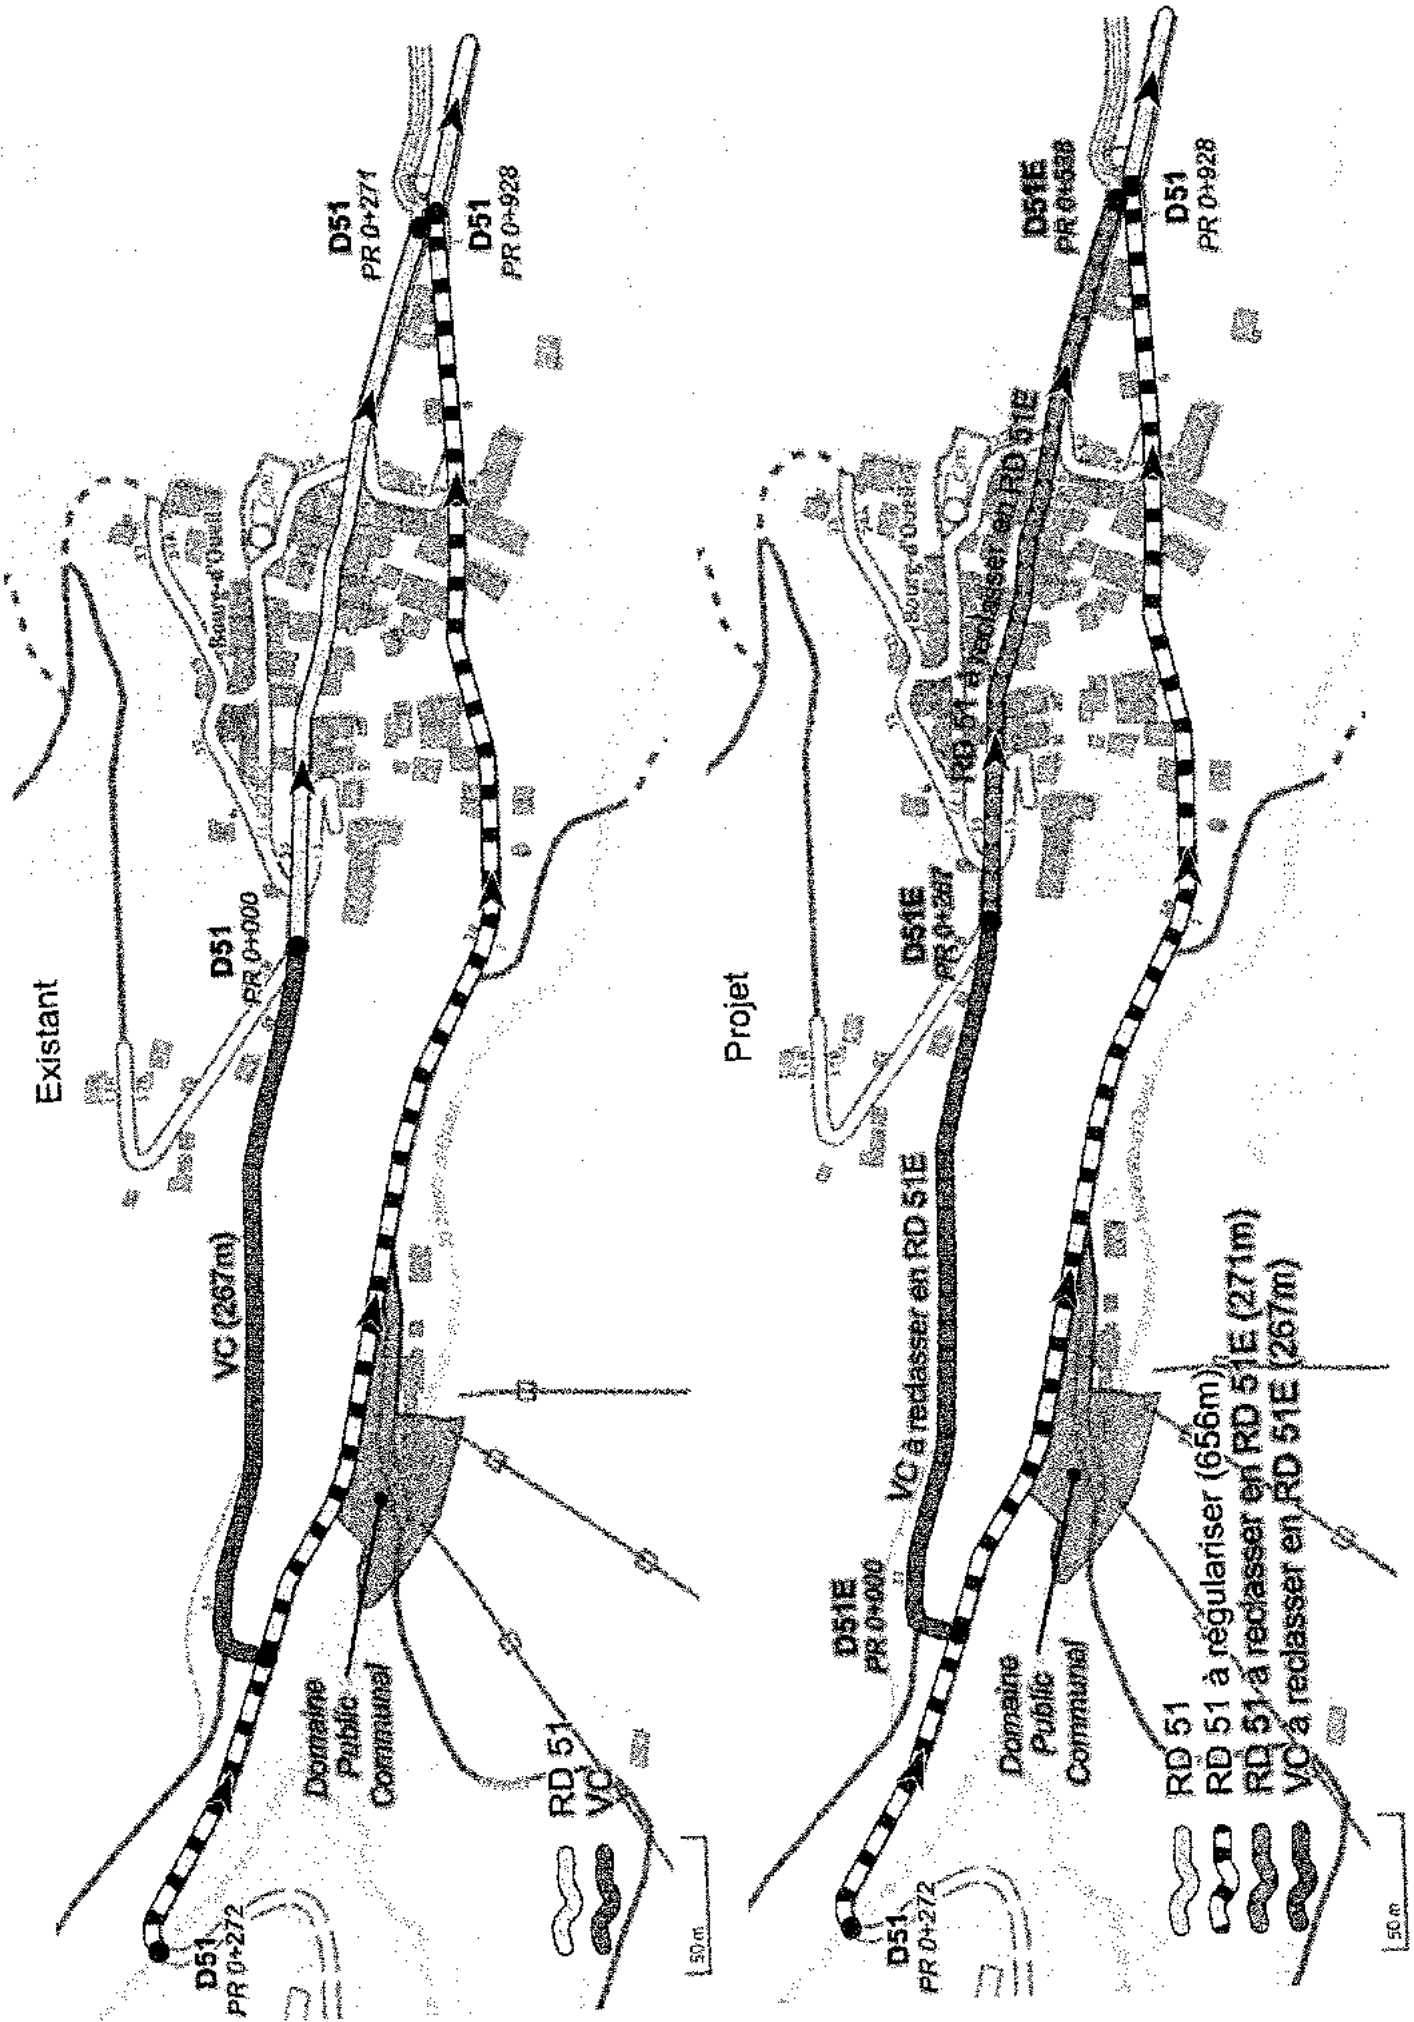 Existant
D51
PR 0+272
VC (267m)
D51
PR 0+000
Bourg-d'Oueil
D51
PR 0+271
D51
PR 0+928
Domaine
Public
Communal
RD 51
VC
50 m
Projet
D51
PR 0+272
D51E
PR 0+000
VC à reclasser en RD 51E
D51E
PR 0+267
RD 51 à reclasser en RD 51E
Bourg-d'Oueil
D51E
PR 0+538
D51
PR 0+928
Domaine
Public
Communal
RD 51
RD 51 à régulariser (656m)
RD 51 à reclasser en RD 51E (271m)
VC à reclasser en RD 51E (267m)
50 m